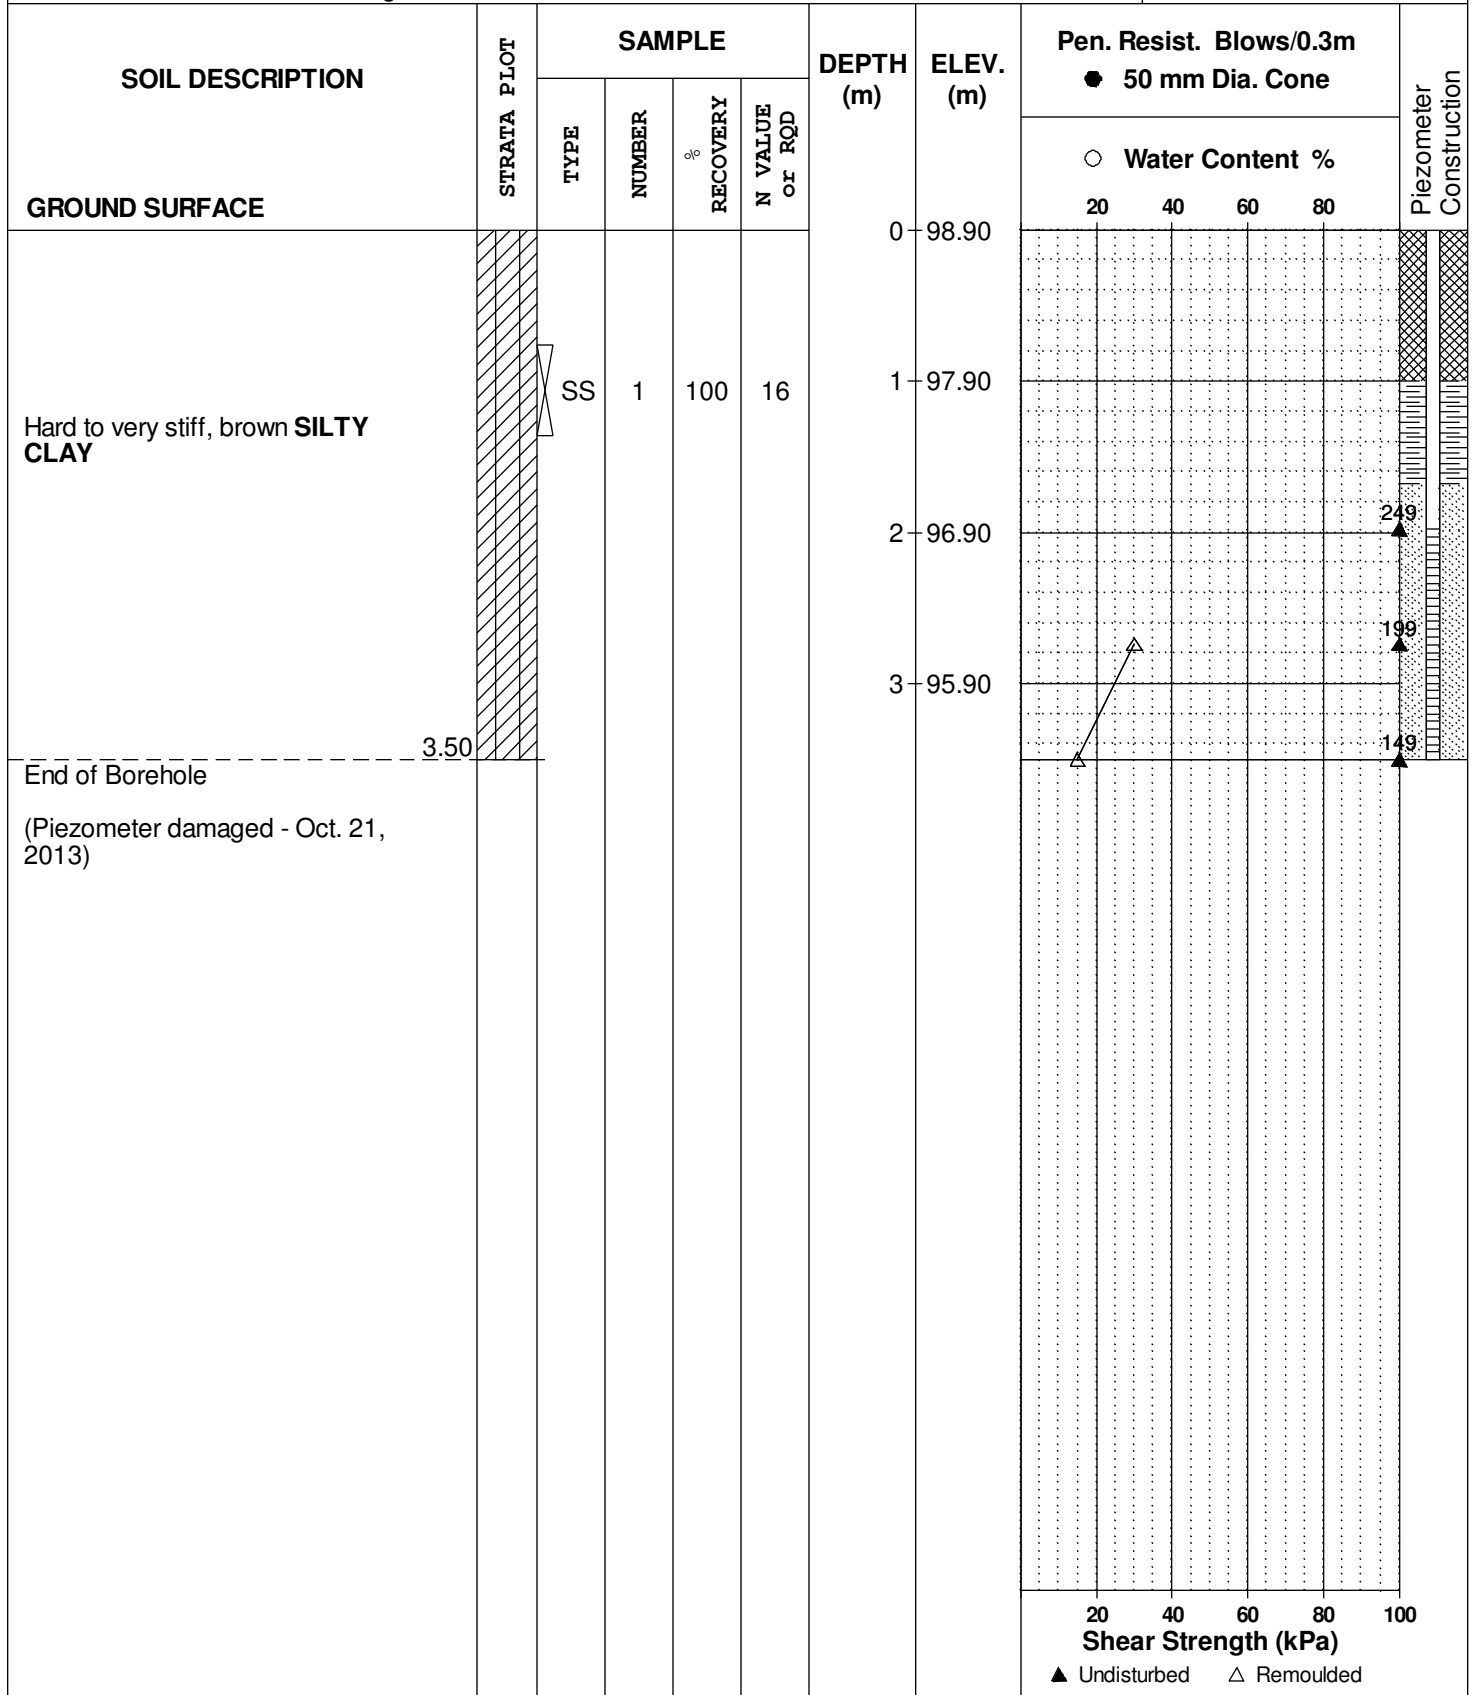 SOIL DESCRIPTION
GROUND SURFACE
STRATA PLOT
SAMPLE
TYPE
NUMBER
%
RECOVERY
N VALUE
or RQD
DEPTH
(m)
ELEV.
(m)
Pen. Resist. Blows/0.3m
● 50 mm Dia. Cone
○ Water Content %
20 40 60 80
Piezometer
Construction
0 98.90
SS 1 100 16
1 97.90
Hard to very stiff, brown SILTY
CLAY
249
2 96.90
199
3 95.90
3.50
149
End of Borehole
(Piezometer damaged - Oct. 21,
2013)
20 40 60 80 100
Shear Strength (kPa)
▲ Undisturbed △ Remoulded